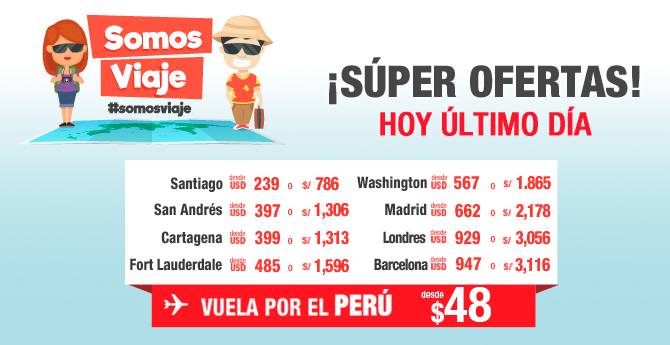 Somos
Viaje
#somosviaje
¡SÚPER OFERTAS!
HOY ÚLTIMO DÍA
Santiago desde USD 239 o S/ 786
San Andrés desde USD 397 o S/ 1,306
Cartagena desde USD 399 o S/ 1,313
Fort Lauderdale desde USD 485 o S/ 1,596
Washington desde USD 567 o S/ 1.865
Madrid desde USD 662 o S/ 2,178
Londres desde USD 929 o S/ 3,056
Barcelona desde USD 947 o S/ 3,116
VUELA POR EL PERÚ desde $48